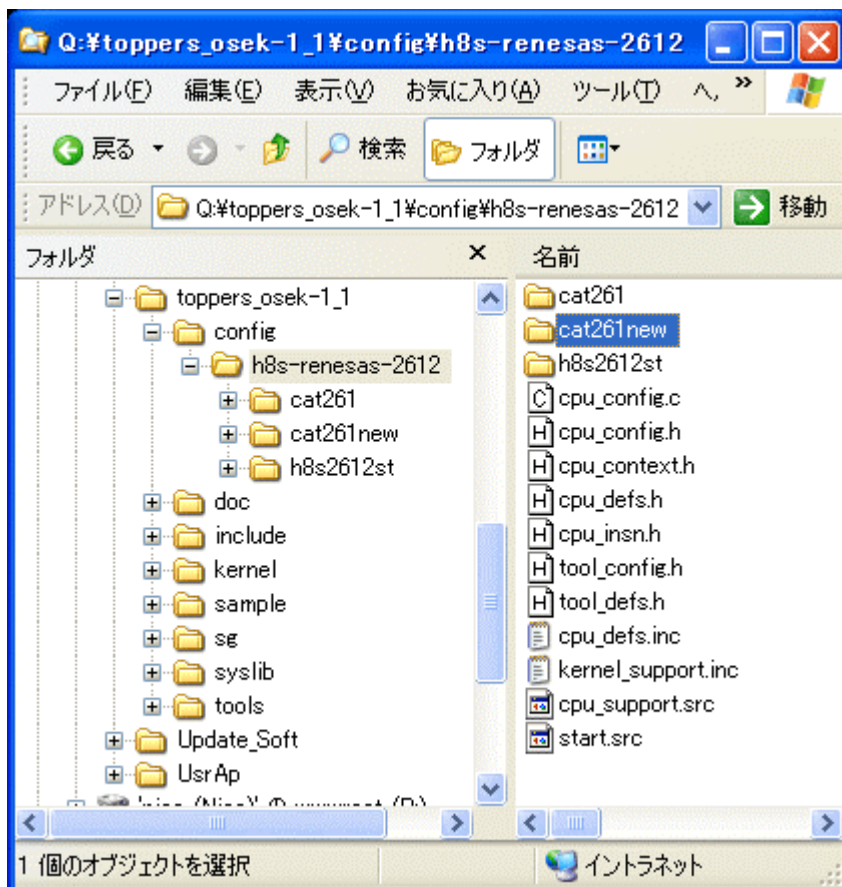 Q:¥toppers_osek-1_1¥config¥h8s-renesas-2612
ファイル(F) 編集(E) 表示(V) お気に入り(A) ツール(T) ヘ, »
戻る 検索 フォルダ
アドレス(D) Q:¥toppers_osek-1_1¥config¥h8s-renesas-2612 移動
フォルダ × 名前
toppers_osek-1_1
config
h8s-renesas-2612
cat261
cat261new
h8s2612st
doc
include
kernel
sample
sg
syslib
tools
Update_Soft
UsrAp
cat261
cat261new
h8s2612st
cpu_config.c
cpu_config.h
cpu_context.h
cpu_defs.h
cpu_insn.h
tool_config.h
tool_defs.h
cpu_defs.inc
kernel_support.inc
cpu_support.src
start.src
1 個のオブジェクトを選択 イントラネット